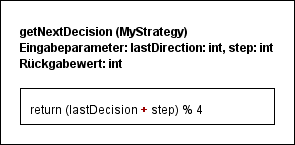 getNextDecision (MyStrategy)
Eingabeparameter: lastDirection: int, step: int
Rückgabewert: int
return (lastDecision + step) % 4